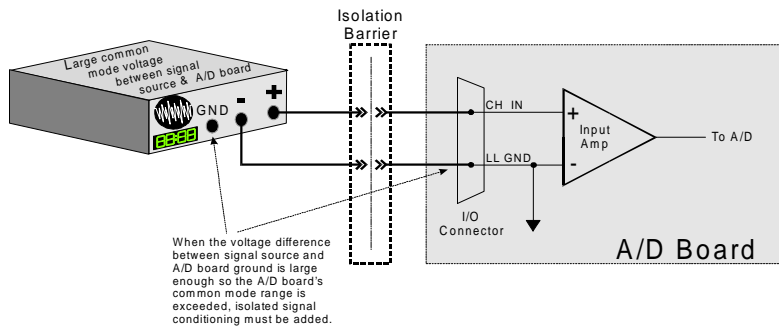 Isolation
Barrier
Large common
mode voltage
between signal
source & A/D board
GND
-
+
88:88
CH IN
LL GND
+
-
Input
Amp
To A/D
I/O
Connector
A/D Board
When the voltage difference
between signal source and
A/D board ground is large
enough so the A/D board's
common mode range is
exceeded, isolated signal
conditioning must be added.